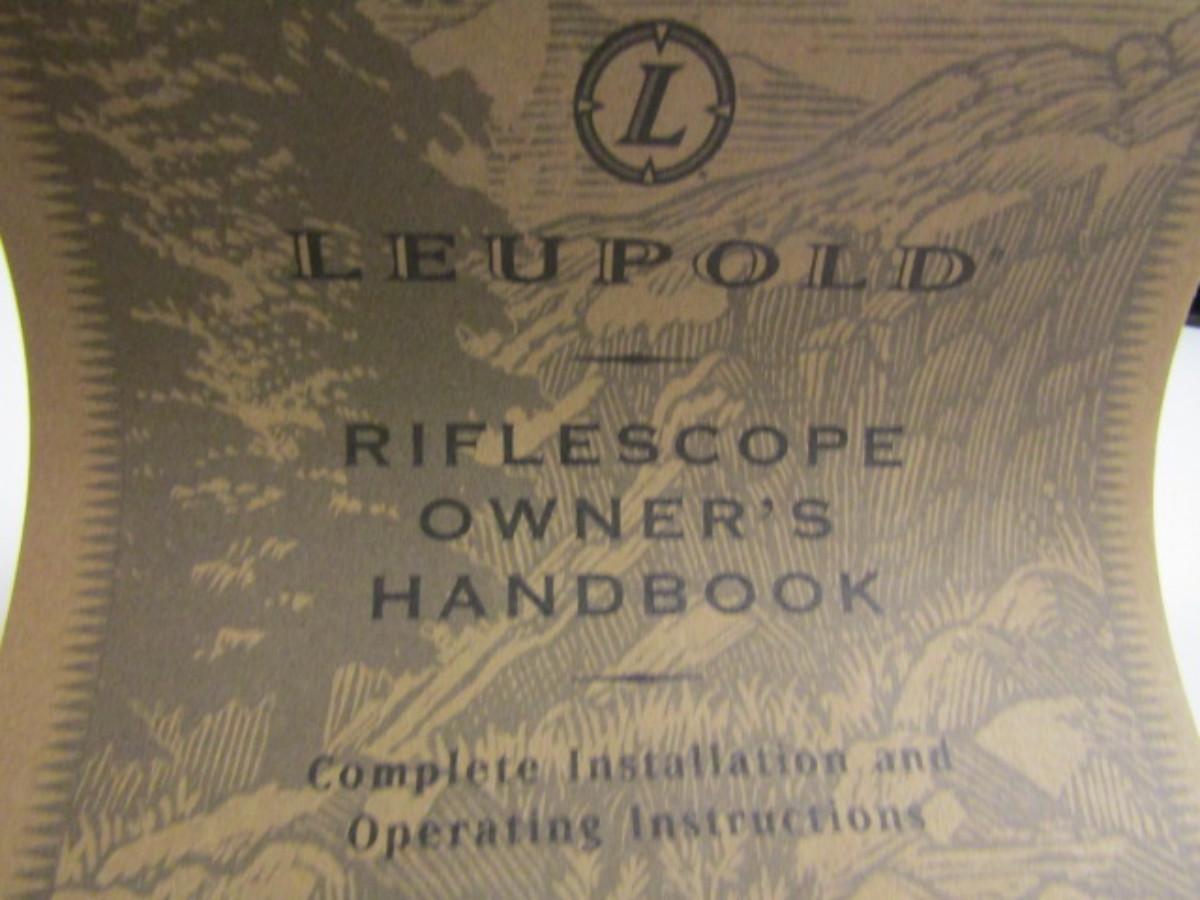 L
LEUPOLD®
RIFLESCOPE
OWNER'S
HANDBOOK
Complete Installation and
Operating Instructions